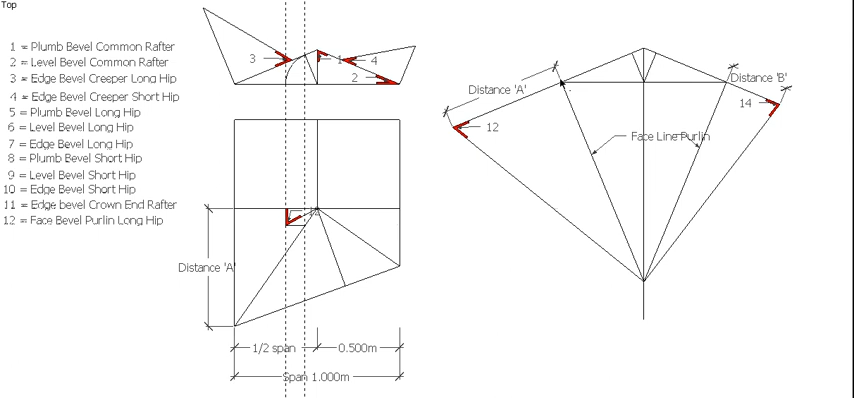 Top
1 = Plumb Bevel Common Rafter
2 = Level Bevel Common Rafter
3 = Edge Bevel Creeper Long Hip
4 = Edge Bevel Creeper Short Hip
5 = Plumb Bevel Long Hip
6 = Level Bevel Long Hip
7 = Edge Bevel Long Hip
8 = Plumb Bevel Short Hip
9 = Level Bevel Short Hip
10 = Edge Bevel Short Hip
11 = Edge bevel Crown End Rafter
12 = Face Bevel Purlin Long Hip
3
1
4
2
Distance 'A'
1/2 span
0.500m
Span 1.000m
Distance 'A'
Distance 'B'
12
14
Face Line Purlin